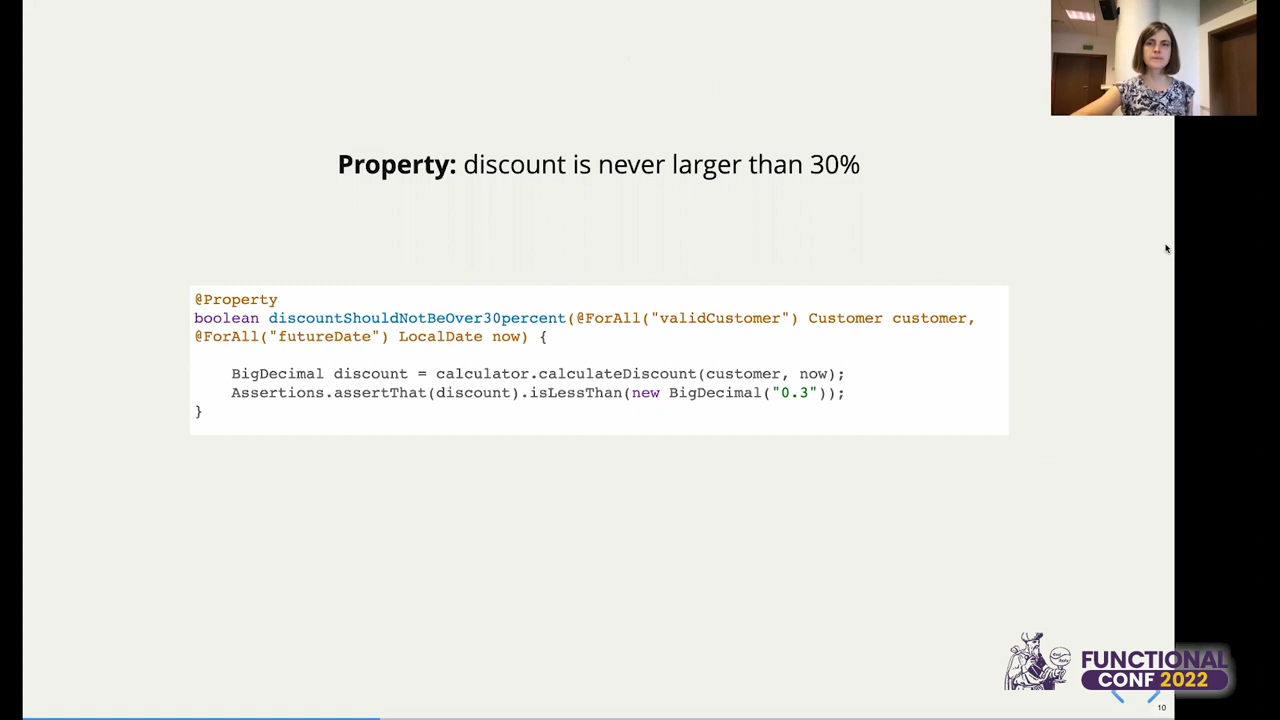 Property: discount is never larger than 30%
@Property
boolean discountShouldNotBeOver30percent(@ForAll("validCustomer") Customer customer,
@ForAll("futureDate") LocalDate now) {
BigDecimal discount = calculator.calculateDiscount(customer, now);
Assertions.assertThat(discount).isLessThan(new BigDecimal("0.3"));
}
FUNCTIONAL
CONF 2022
10